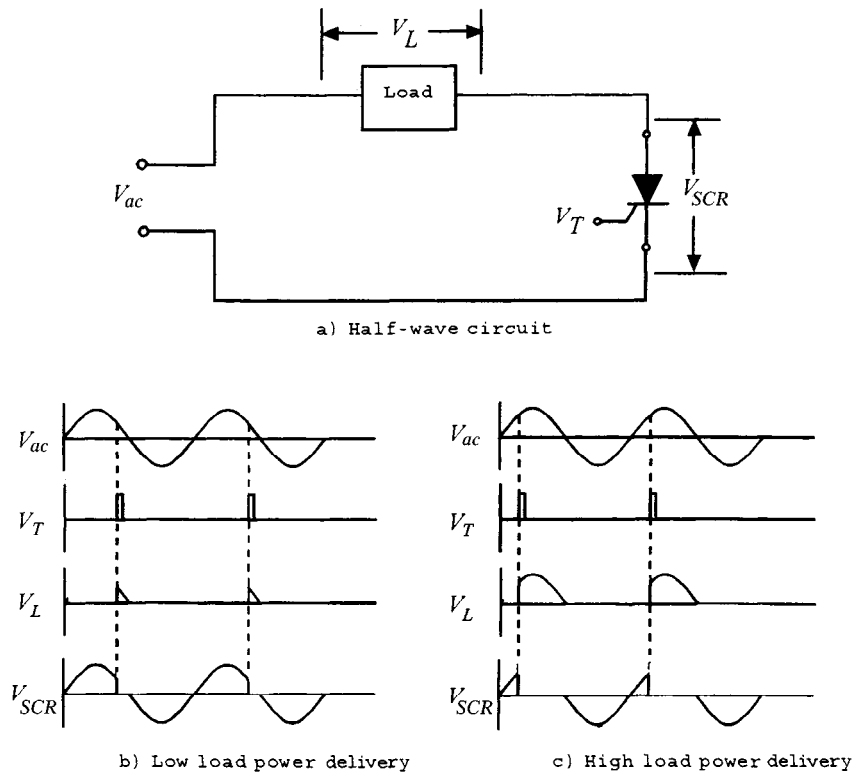 V_L
Load
V_ac
V_T
V_SCR
a) Half-wave circuit
V_ac
V_T
V_L
V_SCR
b) Low load power delivery
V_ac
V_T
V_L
V_SCR
c) High load power delivery